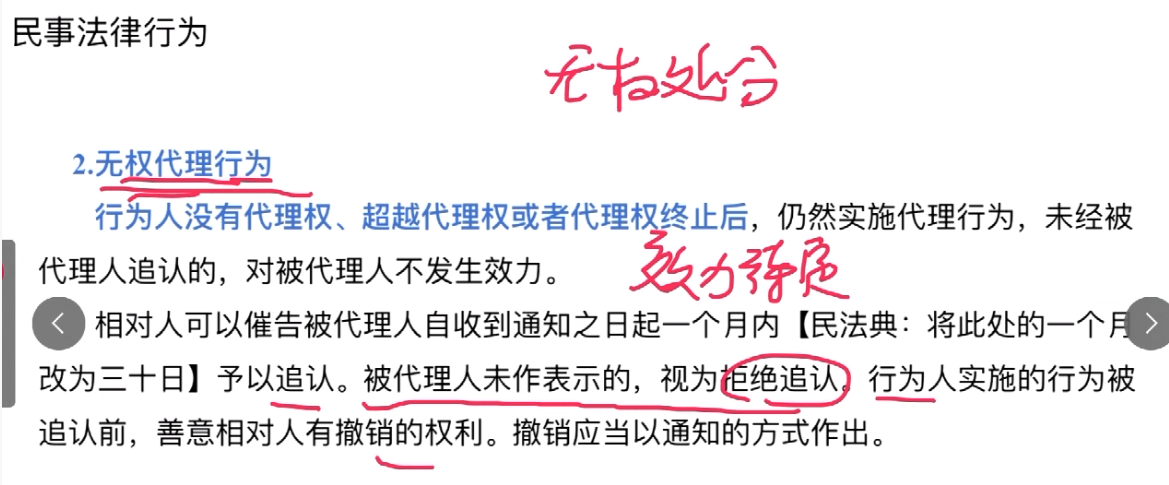 民事法律行为
无权处分
2.无权代理行为
行为人没有代理权、超越代理权或者代理权终止后，仍然实施代理行为，未经被
代理人追认的，对被代理人不发生效力。
效力待定
相对人可以催告被代理人自收到通知之日起一个月内【民法典：将此处的一个月
改为三十日】予以追认。被代理人未作表示的，视为拒绝追认。行为人实施的行为被
追认前，善意相对人有撤销的权利。撤销应当以通知的方式作出。